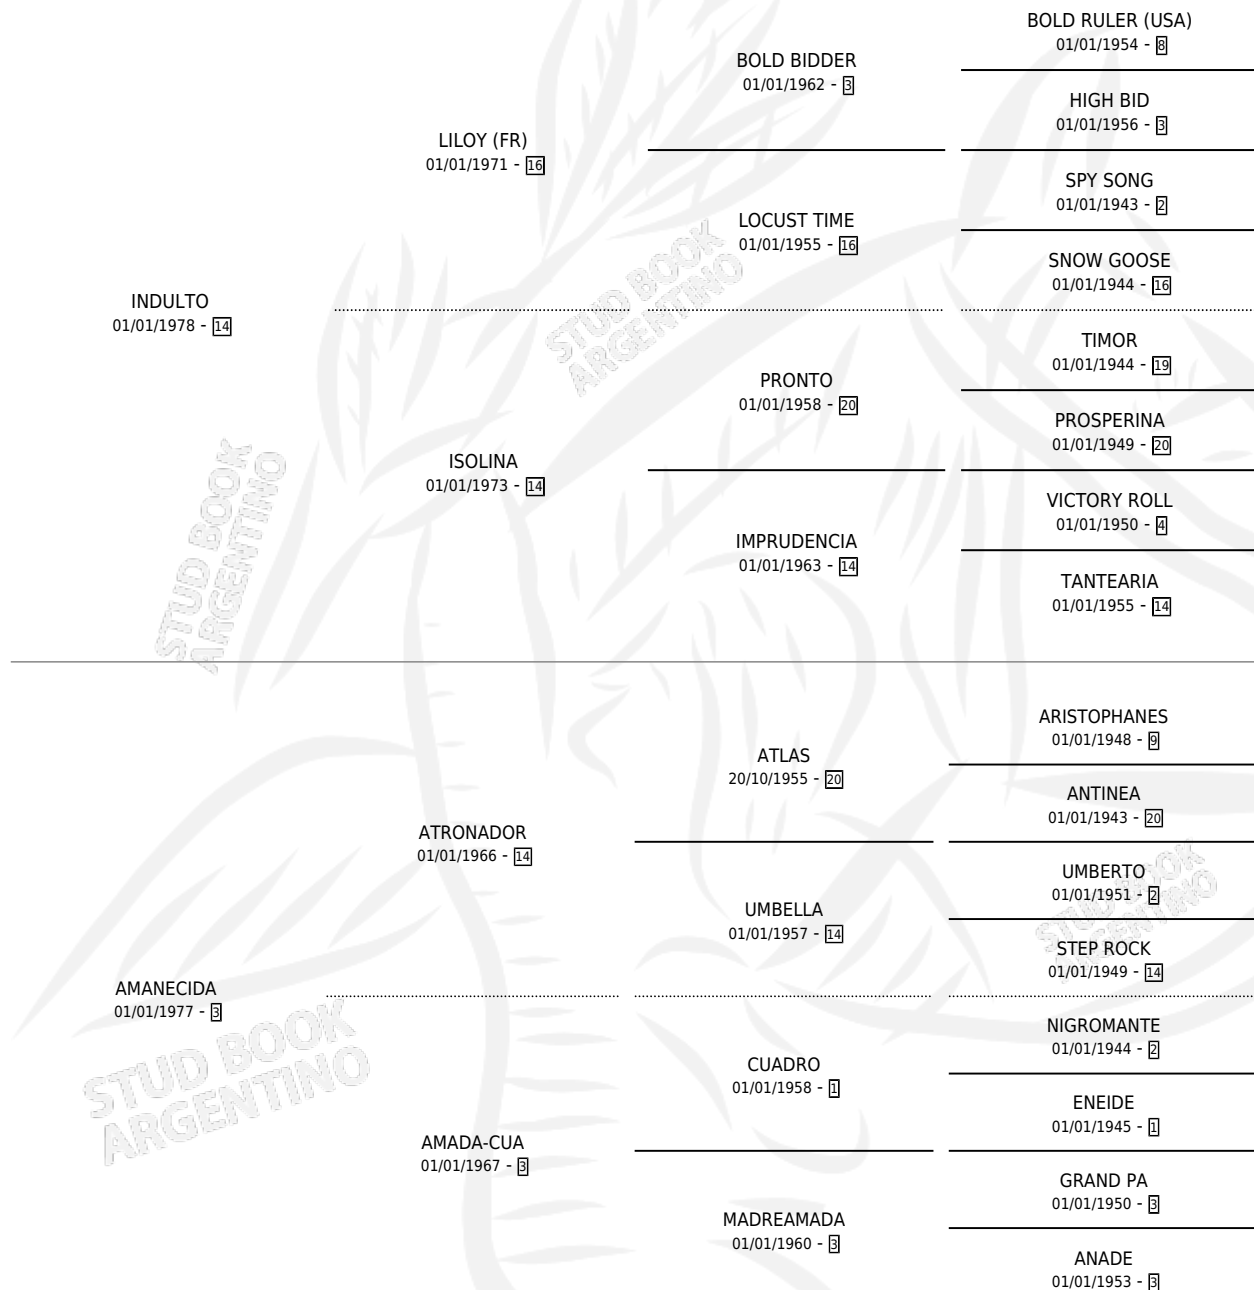 BOLD RULER (USA)
01/01/1954 - 8
BOLD BIDDER
01/01/1962 - 3
HIGH BID
01/01/1956 - 3
LILOY (FR)
01/01/1971 - 16
SPY SONG
01/01/1943 - 2
LOCUST TIME
01/01/1955 - 16
SNOW GOOSE
01/01/1944 - 16
INDULTO
01/01/1978 - 14
STUD BOOK
ARGENTINO
TIMOR
01/01/1944 - 19
PRONTO
01/01/1958 - 20
PROSPERINA
01/01/1949 - 20
ISOLINA
01/01/1973 - 14
VICTORY ROLL
01/01/1950 - 4
IMPRUDENCIA
01/01/1963 - 14
TANTEARIA
01/01/1955 - 14
STUD BOOK
ARGENTINO
ARISTOPHANES
01/01/1948 - 9
ATLAS
20/10/1955 - 20
ANTINEA
01/01/1943 - 20
ATRONADOR
01/01/1966 - 14
UMBERTO
01/01/1951 - 2
UMBELLA
01/01/1957 - 14
STUD BOOK
ARGENTINO
STEP ROCK
01/01/1949 - 14
AMANECIDA
01/01/1977 - 3
STUD BOOK
ARGENTINO
NIGROMANTE
01/01/1944 - 2
CUADRO
01/01/1958 - 1
ENEIDE
01/01/1945 - 1
AMADA-CUA
01/01/1967 - 3
GRAND PA
01/01/1950 - 3
MADREAMADA
01/01/1960 - 3
ANADE
01/01/1953 - 3